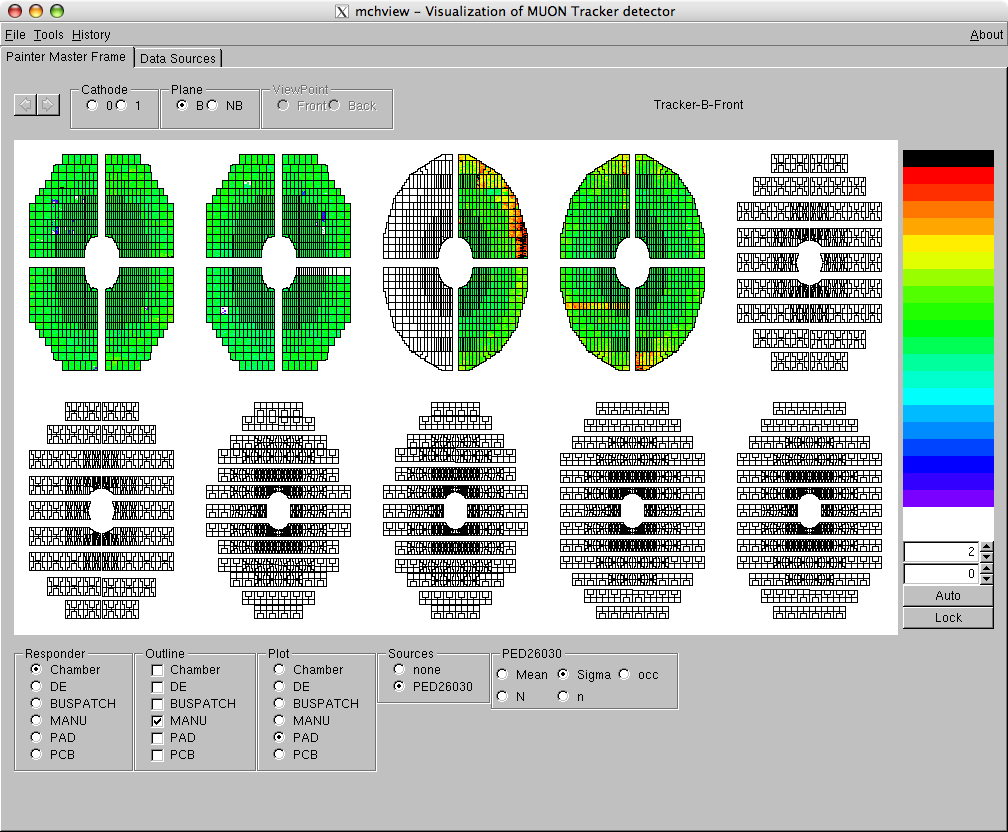 mchview – Visualization of MUON Tracker detector
File Tools History About
Painter Master Frame Data Sources
Cathode Plane ViewPoint
0 1 B NB Front Back
Tracker-B-Front
2
0
Auto
Lock
Responder Outline Plot Sources PED26030
Chamber Chamber Chamber none Mean Sigma occ
DE DE DE PED26030
BUSPATCH BUSPATCH BUSPATCH N n
MANU MANU MANU
PAD PAD PAD
PCB PCB PCB